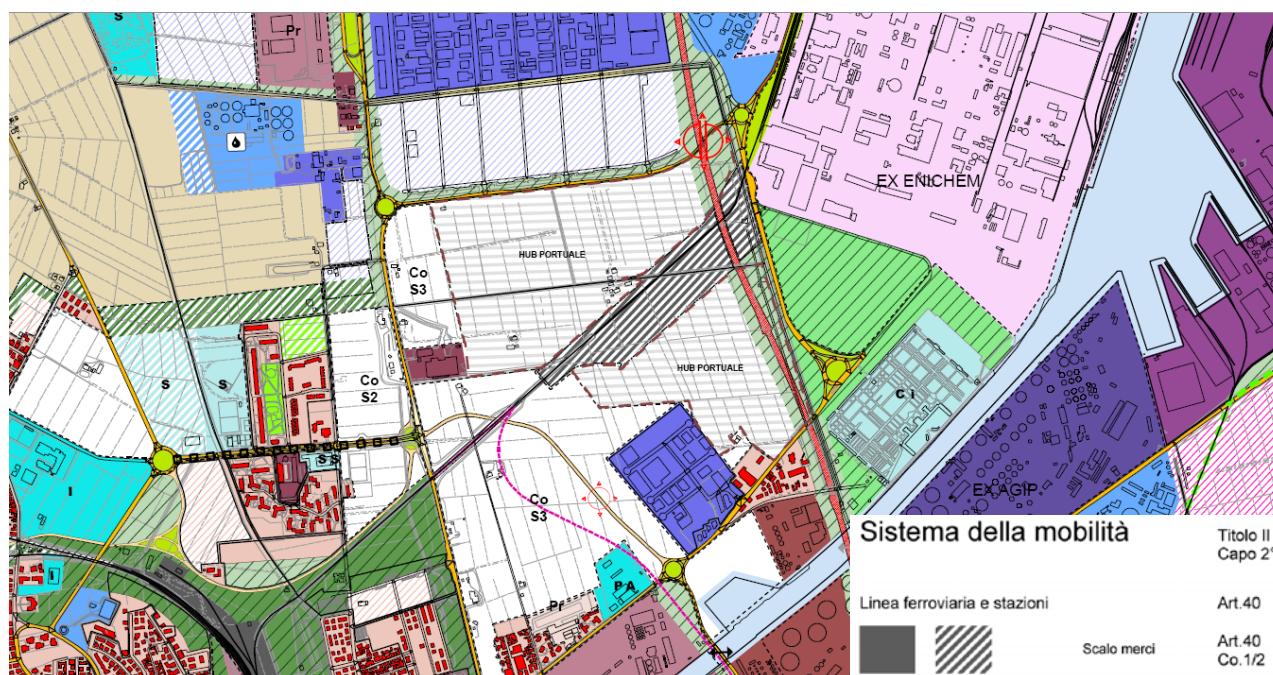 S
Pr
EX ENICHEM
HUB PORTUALE
Co
S3
HUB PORTUALE
S
S
Co
S2
C i
I
S S
EX AGIP
Co
S3
P A
Pr
Sistema della mobilità
Titolo II
Capo 2°
Linea ferroviaria e stazioni
Art.40
Scalo merci
Art.40
Co.1/2